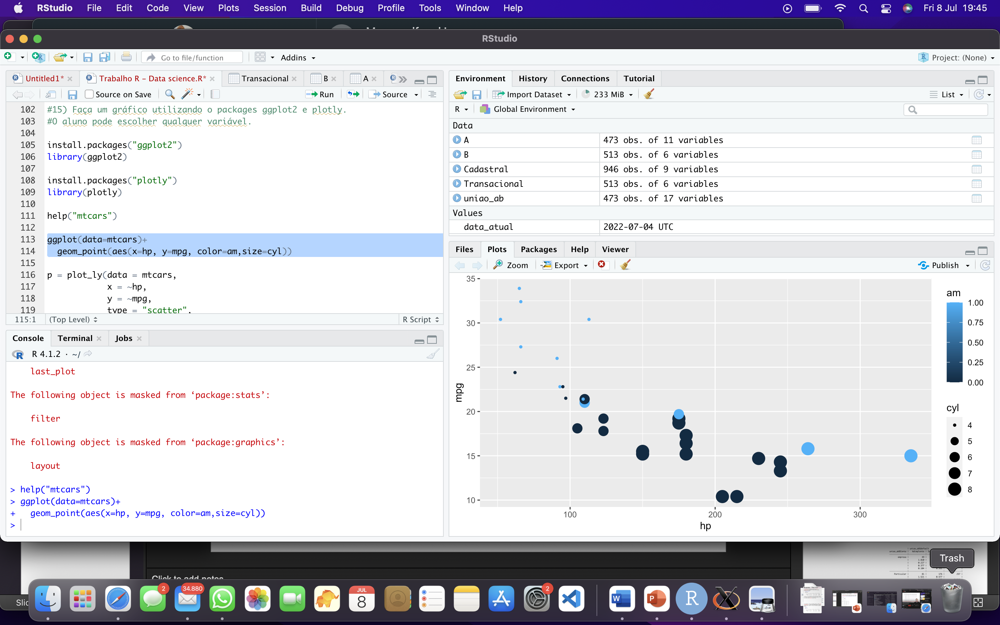 RStudio File Edit Code View Plots Session Build Debug Profile Tools Window Help Fri 8 Jul 19:45
RStudio
Go to file/function Addins Project: (None)
Untitled1* Trabalho R - Data science.R* Transacional B A
Source on Save Run Source
102 #15) Faça um gráfico utilizando o packages ggplot2 e plotly.
103 #O aluno pode escolher qualquer variável.
104
105 install.packages("ggplot2")
106 library(ggplot2)
107
108 install.packages("plotly")
109 library(plotly)
110
111 help("mtcars")
112
113 ggplot(data=mtcars)+
114 geom_point(aes(x=hp, y=mpg, color=am,size=cyl))
115
116 p = plot_ly(data = mtcars,
117 x = ~hp,
118 y = ~mpg,
119 type = "scatter",
115:1 (Top Level) R Script
Console Terminal Jobs
R 4.1.2 · ~/
last_plot
The following object is masked from ‘package:stats’:
filter
The following object is masked from ‘package:graphics’:
layout
> help("mtcars")
> ggplot(data=mtcars)+
+ geom_point(aes(x=hp, y=mpg, color=am,size=cyl))
>
Environment History Connections Tutorial
Import Dataset 233 MiB List
R Global Environment
Data
A 473 obs. of 11 variables
B 513 obs. of 6 variables
Cadastral 946 obs. of 9 variables
Transacional 513 obs. of 6 variables
uniao_ab 473 obs. of 17 variables
Values
data_atual 2022-07-04 UTC
Files Plots Packages Help Viewer
Zoom Export Publish
35
30
25
20
15
10
mpg
100 200 300
hp
am
1.00
0.75
0.50
0.25
0.00
cyl
4
5
6
7
8
Trash
Click to add notes
2
34.880
JUL
8
2
W
P
R